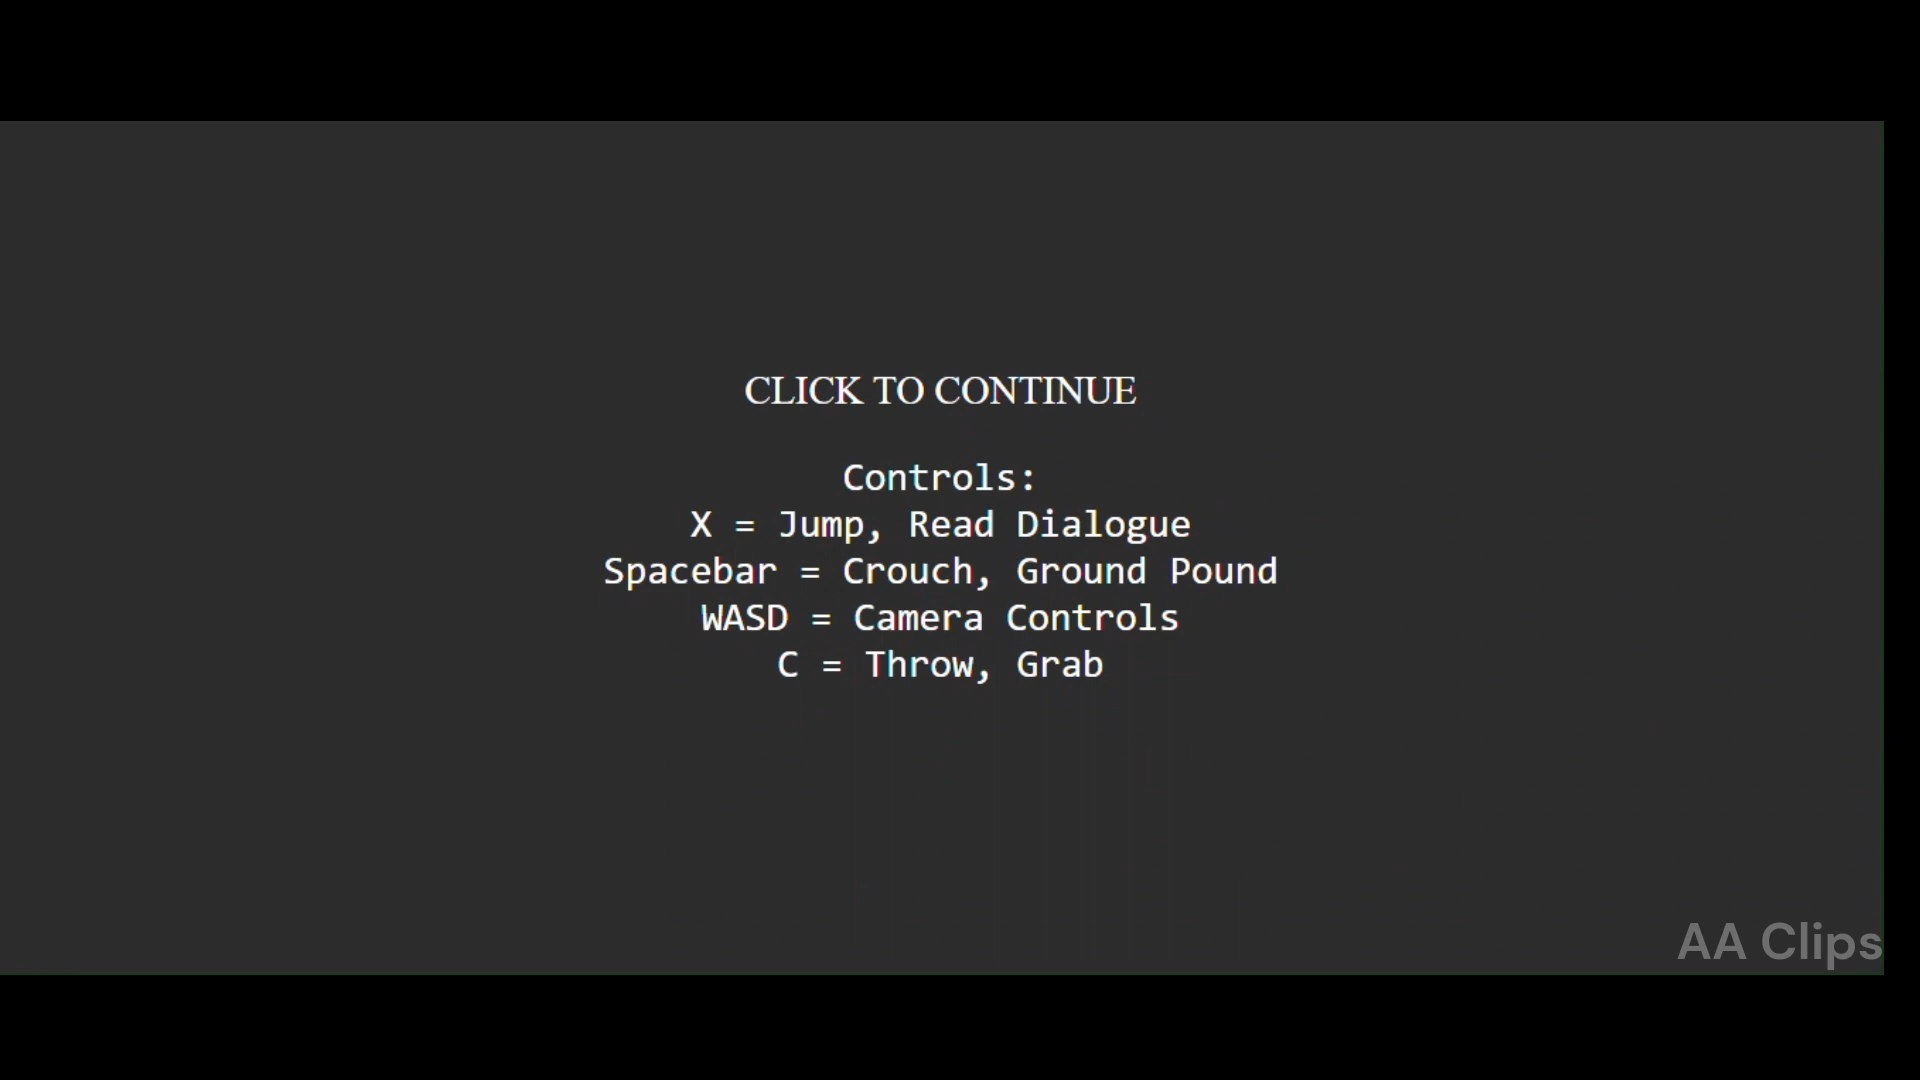 CLICK TO CONTINUE
Controls:
X = Jump, Read Dialogue
Spacebar = Crouch, Ground Pound
WASD = Camera Controls
C = Throw, Grab
AA Clips